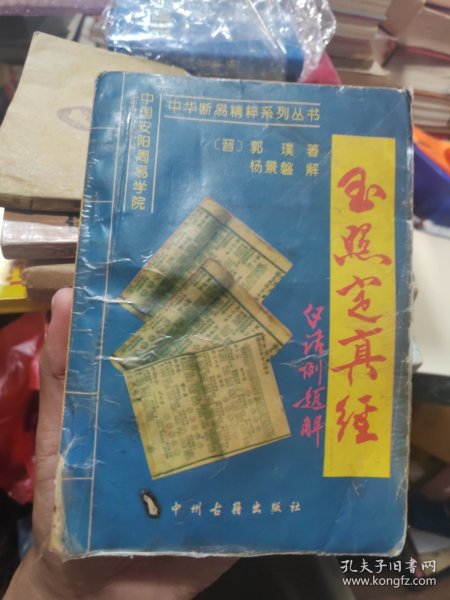 中华断易精粹系列丛书
中国安阳周易学院
〔晋〕郭璞著
杨景磐解
玉照定真经
白话例题解
中州古籍出版社
孔夫子旧书网
www.kongfz.com